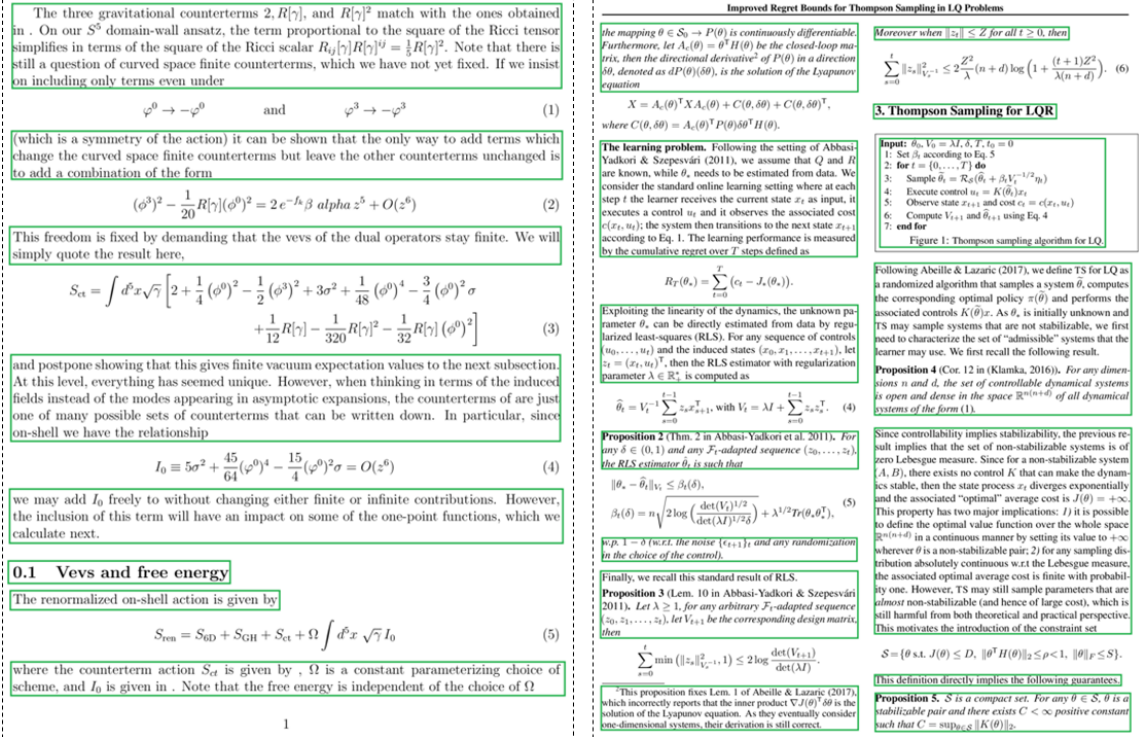 The three gravitational counterterms 2, R[γ], and R[γ]² match with the ones obtained
in . On our S⁵ domain-wall ansatz, the term proportional to the square of the Ricci tensor
simplifies in terms of the square of the Ricci scalar R_{ij}[γ]R[γ]^{ij} = 1/5 R[γ]². Note that there is
still a question of curved space finite counterterms, which we have not yet fixed. If we insist
on including only terms even under
φ⁰ → −φ⁰ and φ³ → −φ³ (1)
(which is a symmetry of the action) it can be shown that the only way to add terms which
change the curved space finite counterterms but leave the other counterterms unchanged is
to add a combination of the form
(φ³)² − 1/20 R[γ](φ⁰)² = 2 e^{−f_k} β alpha z⁵ + O(z⁶) (2)
This freedom is fixed by demanding that the vevs of the dual operators stay finite. We will
simply quote the result here,
S_ct = ∫ d⁵x√γ [2 + 1/4 (φ⁰)² − 1/2 (φ³)² + 3σ² + 1/48 (φ⁰)⁴ − 3/4 (φ⁰)² σ
+ 1/12 R[γ] − 1/320 R[γ]² − 1/32 R[γ] (φ⁰)²] (3)
and postpone showing that this gives finite vacuum expectation values to the next subsection.
At this level, everything has seemed unique. However, when thinking in terms of the induced
fields instead of the modes appearing in asymptotic expansions, the counterterms of are just
one of many possible sets of counterterms that can be written down. In particular, since
on-shell we have the relationship
I₀ ≡ 5σ² + 45/64 (φ⁰)⁴ − 15/4 (φ⁰)²σ = O(z⁶) (4)
we may add I₀ freely to without changing either finite or infinite contributions. However,
the inclusion of this term will have an impact on some of the one-point functions, which we
calculate next.
0.1 Vevs and free energy
The renormalized on-shell action is given by
S_ren = S_6D + S_GH + S_ct + Ω ∫ d⁵x √γ I₀ (5)
where the counterterm action S_ct is given by , Ω is a constant parameterizing choice of
scheme, and I₀ is given in . Note that the free energy is independent of the choice of Ω
1
Improved Regret Bounds for Thompson Sampling in LQ Problems
the mapping θ ∈ S₀ → P(θ) is continuously differentiable.
Furthermore, let A_c(θ) = θᵀH(θ) be the closed-loop ma-
trix, then the directional derivative² of P(θ) in a direction
δθ, denoted as dP(θ)(δθ), is the solution of the Lyapunov
equation
X = A_c(θ)ᵀXA_c(θ) + C(θ, δθ) + C(θ, δθ)ᵀ,
where C(θ, δθ) = A_c(θ)ᵀP(θ)δθᵀH(θ).
The learning problem. Following the setting of Abbasi-
Yadkori & Szepesvári (2011), we assume that Q and R
are known, while θ_* needs to be estimated from data. We
consider the standard online learning setting where at each
step t the learner receives the current state x_t as input, it
executes a control u_t and it observes the associated cost
c(x_t, u_t); the system then transitions to the next state x_{t+1}
according to Eq. 1. The learning performance is measured
by the cumulative regret over T steps defined as
R_T(θ_*) = ∑_{t=0}^{T} (c_t − J_*(θ_*)).
Exploiting the linearity of the dynamics, the unknown pa-
rameter θ_* can be directly estimated from data by regu-
larized least-squares (RLS). For any sequence of controls
(u₀, . . . , u_t) and the induced states (x₀, x₁, . . . , x_{t+1}), let
z_t = (x_t, u_t)ᵀ, then the RLS estimator with regularization
parameter λ ∈ ℝ₊* is computed as
θ̂_t = V_t^{−1} ∑_{s=0}^{t−1} z_s x_{s+1}ᵀ, with V_t = λI + ∑_{s=0}^{t−1} z_s z_sᵀ. (4)
Proposition 2 (Thm. 2 in Abbasi-Yadkori et al. 2011). For
any δ ∈ (0, 1) and any F_t-adapted sequence (z₀, . . . , z_t),
the RLS estimator θ̂_t is such that
‖θ_* − θ̂_t‖_{V_t} ≤ β_t(δ),
β_t(δ) = n√(2 log (det(V_t)^{1/2} / det(λI)^{1/2}δ)) + λ^{1/2}Tr(θ_*θ_*ᵀ), (5)
w.p. 1 − δ (w.r.t. the noise {ϵ_{t+1}}_t and any randomization
in the choice of the control).
Finally, we recall this standard result of RLS.
Proposition 3 (Lem. 10 in Abbasi-Yadkori & Szepesvári
2011). Let λ ≥ 1, for any arbitrary F_t-adapted sequence
(z₀, z₁, . . . , z_t), let V_{t+1} be the corresponding design matrix,
then
∑_{s=0}^{t} min (‖z_s‖²_{V_s^{−1}}, 1) ≤ 2 log det(V_{t+1})/det(λI).
²This proposition fixes Lem. 1 of Abeille & Lazaric (2017),
which incorrectly reports that the inner product ∇J(θ)ᵀδθ is the
solution of the Lyapunov equation. As they eventually consider
one-dimensional systems, their derivation is still correct.
Moreover when ‖z_t‖ ≤ Z for all t ≥ 0, then
∑_{s=0}^{t} ‖z_s‖²_{V_s^{−1}} ≤ 2 Z²/λ (n + d) log (1 + (t+1)Z²/λ(n+d)). (6)
3. Thompson Sampling for LQR
Input: θ̂₀, V₀ = λI, δ, T, t₀ = 0
1: Set β_t according to Eq. 5
2: for t = {0, . . . , T} do
3: Sample θ̃_t = R_S(θ̂_t + β_tV_t^{−1/2}η_t)
4: Execute control u_t = K(θ̃_t)x_t
5: Observe state x_{t+1} and cost c_t = c(x_t, u_t)
6: Compute V_{t+1} and θ̂_{t+1} using Eq. 4
7: end for
Figure 1: Thompson sampling algorithm for LQ.
Following Abeille & Lazaric (2017), we define TS for LQ as
a randomized algorithm that samples a system θ̃, computes
the corresponding optimal policy π(θ̃) and performs the
associated controls K(θ̃)x. As θ_* is initially unknown and
TS may sample systems that are not stabilizable, we first
need to characterize the set of "admissible" systems that the
learner may use. We first recall the following result.
Proposition 4 (Cor. 12 in (Klamka, 2016)). For any dimen-
sions n and d, the set of controllable dynamical systems
is open and dense in the space ℝ^{n(n+d)} of all dynamical
systems of the form (1).
Since controllability implies stabilizability, the previous re-
sult implies that the set of non-stabilizable systems is of
zero Lebesgue measure. Since for a non-stabilizable system
(A, B), there exists no control K that can make the dynam-
ics stable, then the state process x_t diverges exponentially
and the associated "optimal" average cost is J(θ) = +∞.
This property has two major implications: 1) it is possible
to define the optimal value function over the whole space
ℝ^{n(n+d)} in a continuous manner by setting its value to +∞
wherever θ is a non-stabilizable pair; 2) for any sampling dis-
tribution absolutely continuous w.r.t the Lebesgue measure,
the associated optimal average cost is finite with probabil-
ity one. However, TS may still sample parameters that are
almost non-stabilizable (and hence of large cost), which is
still harmful from both theoretical and practical perspective.
This motivates the introduction of the constraint set
S={θ s.t. J(θ) ≤ D, ‖θᵀH(θ)‖₂≤ρ<1, ‖θ‖_F≤S}.
This definition directly implies the following guarantees.
Proposition 5. S is a compact set. For any θ ∈ S, θ is a
stabilizable pair and there exists C < ∞ positive constant
such that C = sup_{θ∈S} ‖K(θ)‖₂.